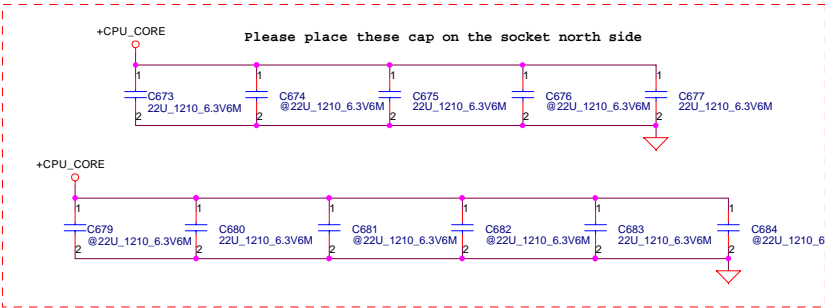 +CPU_CORE
Please place these cap on the socket north side
1 1 1 1 1
C673 C674 C675 C676 C677
22U_1210_6.3V6M @22U_1210_6.3V6M 22U_1210_6.3V6M @22U_1210_6.3V6M 22U_1210_6.3V6M
2 2 2 2 2
+CPU_CORE
1 1 1 1 1 1
C679 C680 C681 C682 C683 C684
@22U_1210_6.3V6M 22U_1210_6.3V6M @22U_1210_6.3V6M @22U_1210_6.3V6M 22U_1210_6.3V6M @22U_1210_6
2 2 2 2 2 2